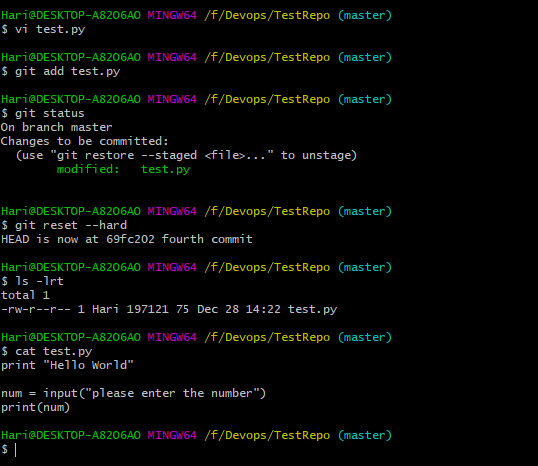 Hari@DESKTOP-A82O6AO MINGW64 /f/Devops/TestRepo (master)
$ vi test.py
Hari@DESKTOP-A82O6AO MINGW64 /f/Devops/TestRepo (master)
$ git add test.py
Hari@DESKTOP-A82O6AO MINGW64 /f/Devops/TestRepo (master)
$ git status
On branch master
Changes to be committed:
  (use "git restore --staged <file>..." to unstage)
        modified:   test.py
Hari@DESKTOP-A82O6AO MINGW64 /f/Devops/TestRepo (master)
$ git reset --hard
HEAD is now at 69fc202 fourth commit
Hari@DESKTOP-A82O6AO MINGW64 /f/Devops/TestRepo (master)
$ ls -lrt
total 1
-rw-r--r-- 1 Hari 197121 75 Dec 28 14:22 test.py
Hari@DESKTOP-A82O6AO MINGW64 /f/Devops/TestRepo (master)
$ cat test.py
print "Hello World"
num = input("please enter the number")
print(num)
Hari@DESKTOP-A82O6AO MINGW64 /f/Devops/TestRepo (master)
$